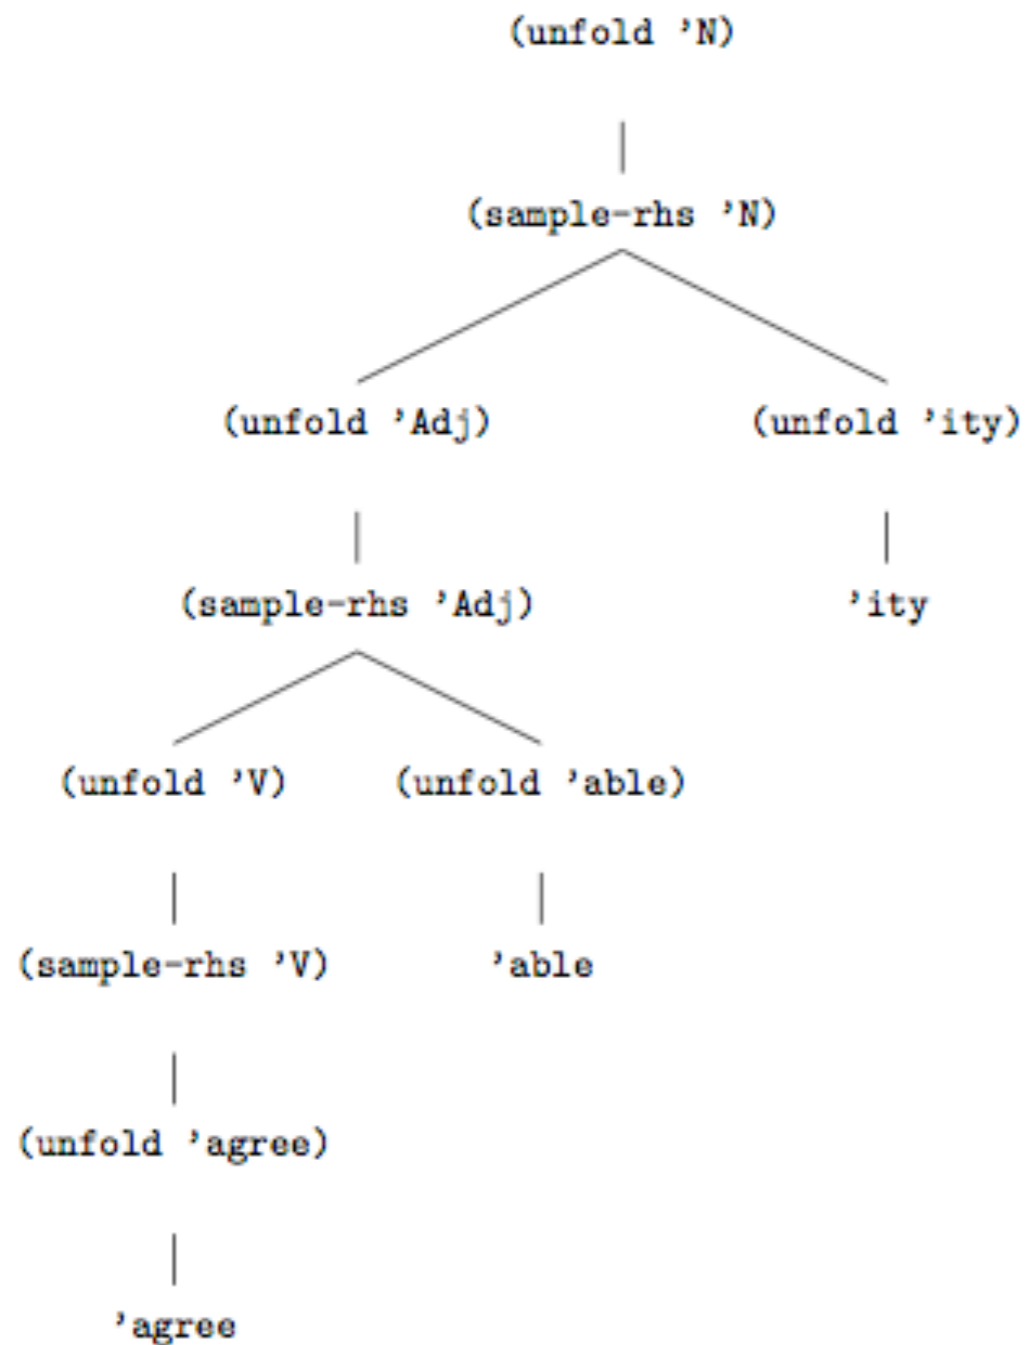 (unfold ’N)
(sample-rhs ’N)
(unfold ’Adj) (unfold ’ity)
(sample-rhs ’Adj) ’ity
(unfold ’V) (unfold ’able)
(sample-rhs ’V) ’able
(unfold ’agree)
’agree